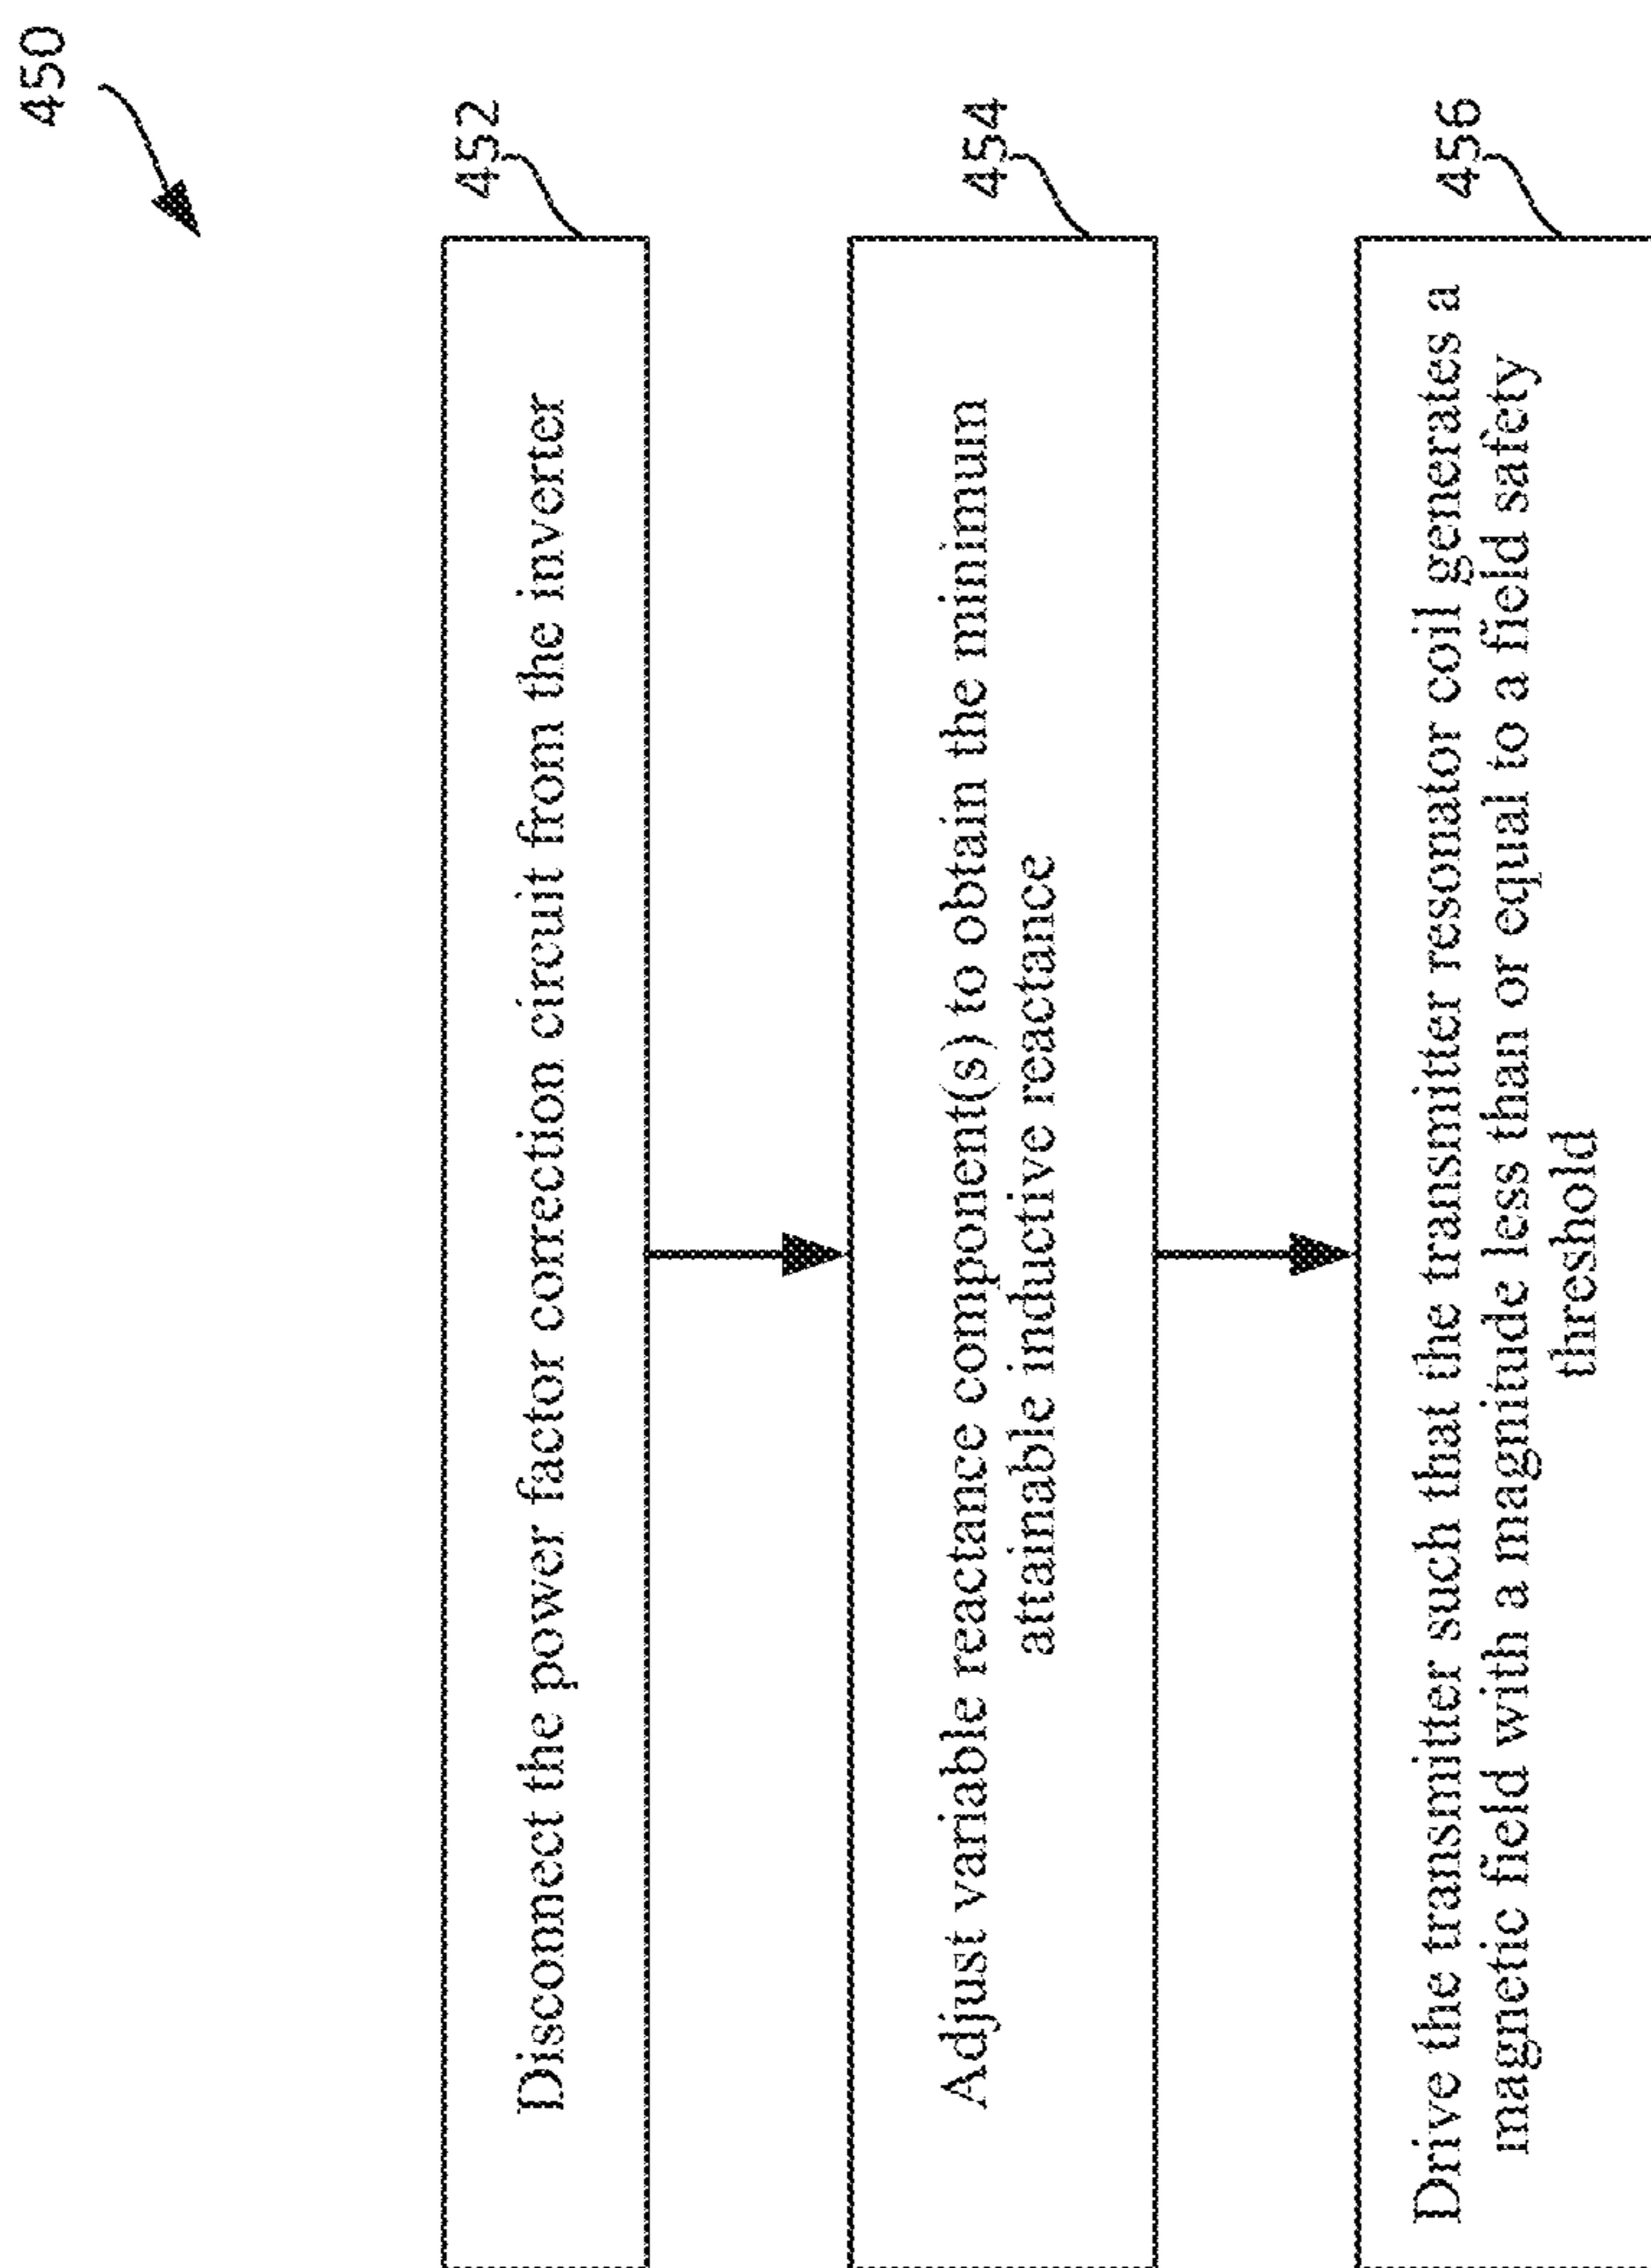 450
452
Disconnect the power factor correction circuit from the inverter
454
Adjust variable reactance component(s) to obtain the minimum
attainable inductive reactance
456
Drive the transmitter such that the transmitter resonator coil generates a
magnetic field with a magnitude less than or equal to a field safety
threshold